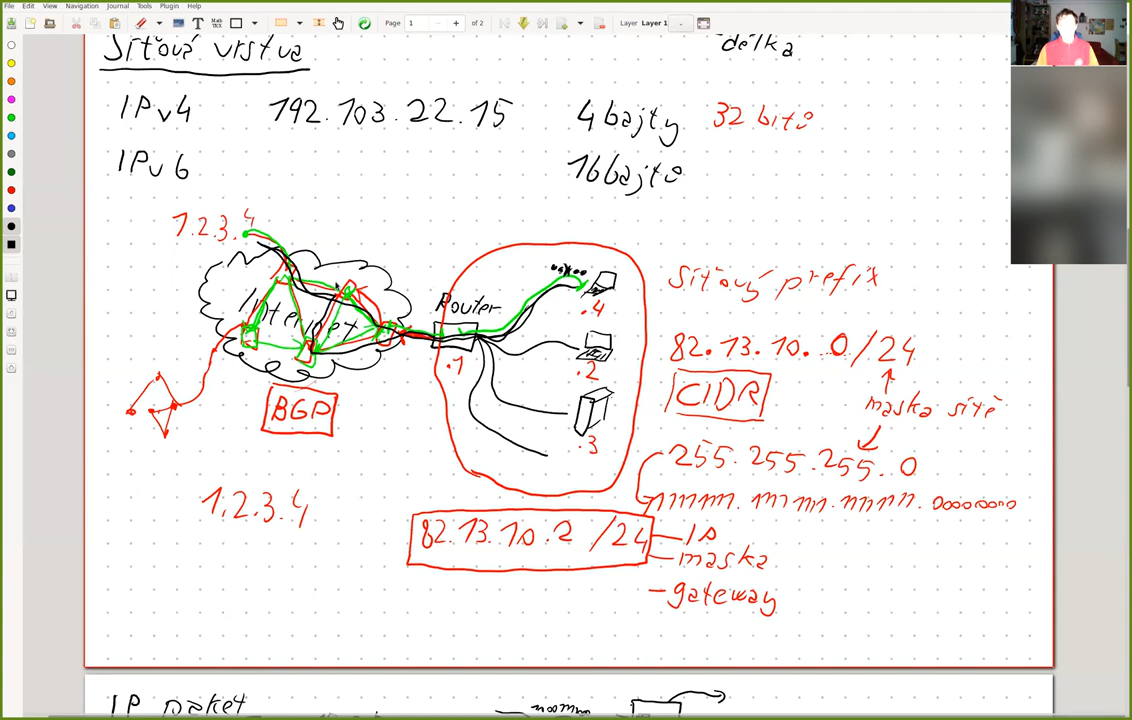 File Edit View Navigation Journal Tools Plugin Help
Page 1 of 2 Layer Layer 1
Síťová vrstva
délka
IPv4 192.103.22.15 4 bajty 32 bitů
IPv6 16 bajtů
1.2.3.4
Internet
Router
.1
.4
.2
.3
BGP
Síťový prefix
82.13.10.0/24
CIDR
maska sítě
255.255.255.0
00000000
1.2.3.4
82.13.10.2 /24
- IP
- maska
- gateway
IP paket